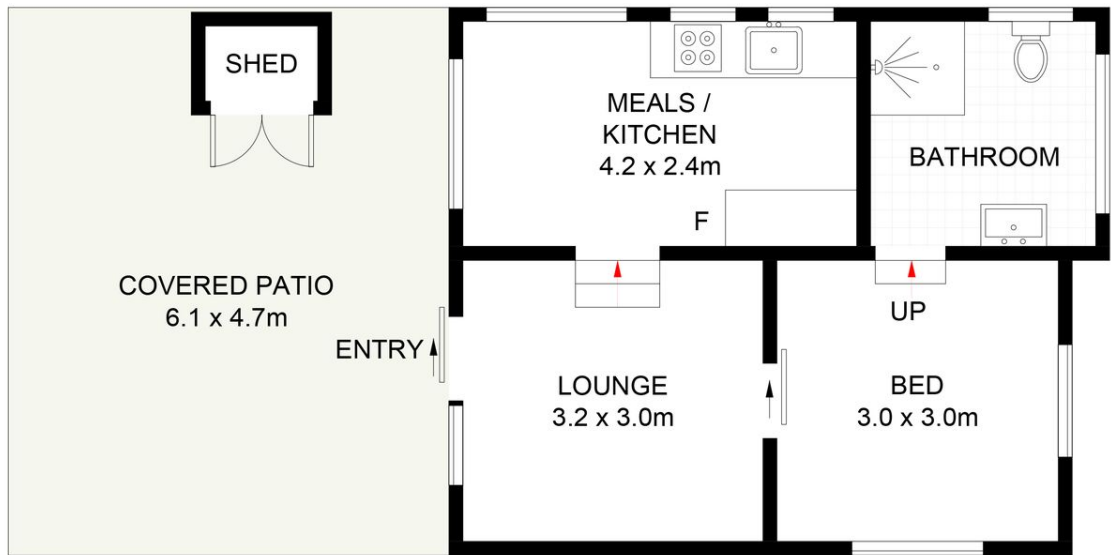 SHED
MEALS /
KITCHEN
4.2 x 2.4m
F
BATHROOM
COVERED PATIO
6.1 x 4.7m
ENTRY
LOUNGE
3.2 x 3.0m
UP
BED
3.0 x 3.0m